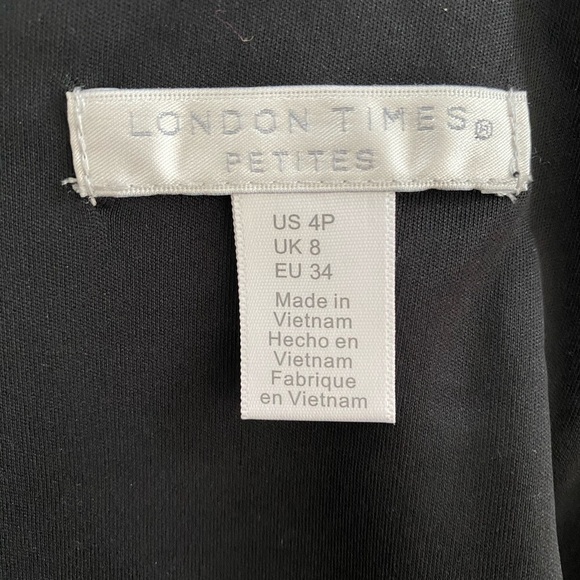 LONDON TIMES®
PETITES
US 4P
UK 8
EU 34
Made in
Vietnam
Hecho en
Vietnam
Fabrique
en Vietnam